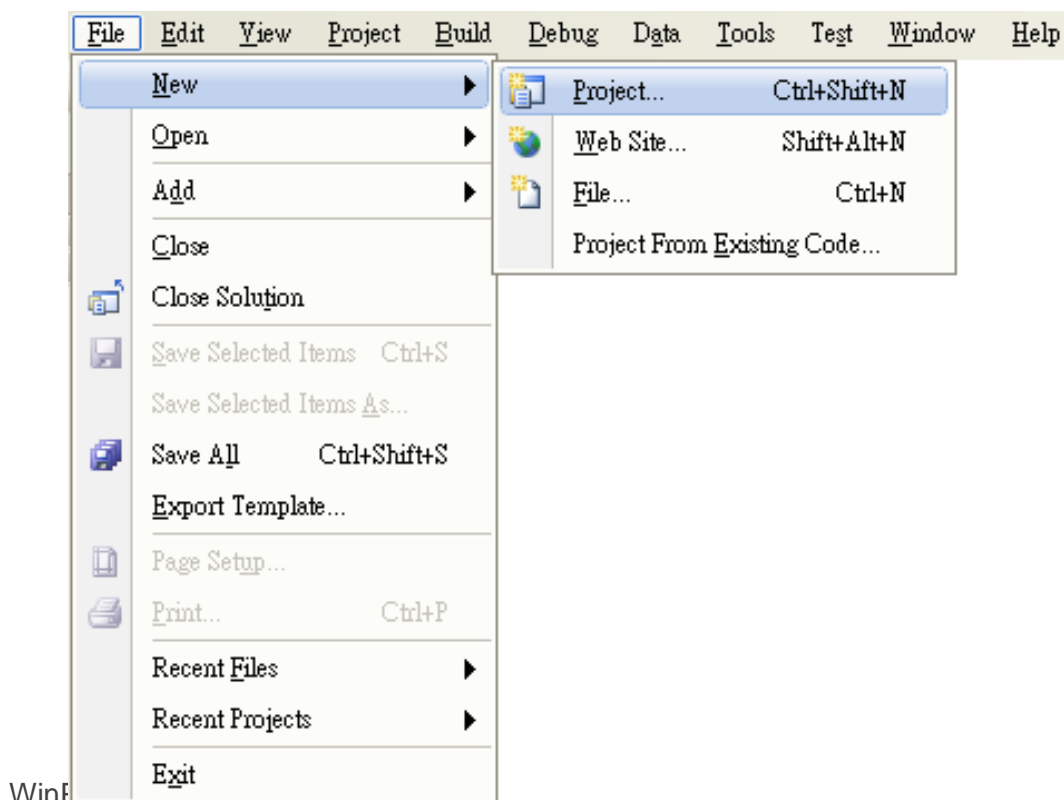 File Edit View Project Build Debug Data Tools Test Window Help
New
Open
Add
Close
Close Solution
Save Selected Items Ctrl+S
Save Selected Items As...
Save All Ctrl+Shift+S
Export Template...
Page Setup...
Print... Ctrl+P
Recent Files
Recent Projects
Exit
Project... Ctrl+Shift+N
Web Site... Shift+Alt+N
File... Ctrl+N
Project From Existing Code...